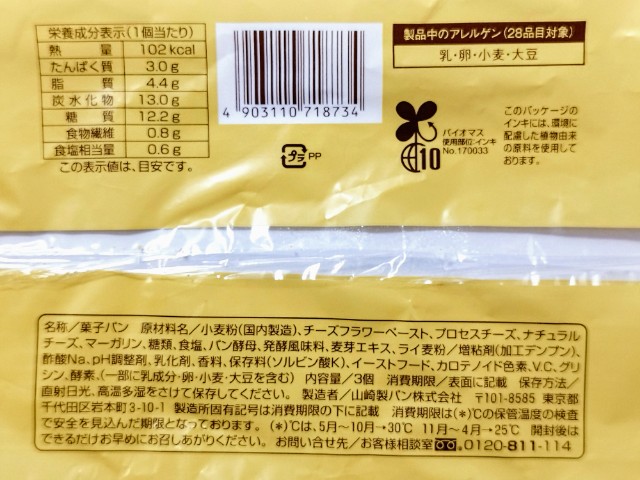 栄養成分表示(1個当たり)
熱量 102kcal
たんぱく質 3.0g
脂質 4.4g
炭水化物 13.0g
糖質 12.2g
食物繊維 0.8g
食塩相当量 0.6g
この表示値は、目安です。
4 903110 718734
プラ PP
製品中のアレルゲン(28品目対象)
乳・卵・小麦・大豆
バイオマス
使用部位:インキ
No.170033
10
このパッケージの
インキには、環境に
配慮した植物由来
の原料を使用して
おります。
名称/菓子パン 原材料名/小麦粉(国内製造)、チーズフラワーペースト、プロセスチーズ、ナチュラル
チーズ、マーガリン、糖類、食塩、パン酵母、発酵風味料、麦芽エキス、ライ麦粉/増粘剤(加工デンプン)、
酢酸Na、pH調整剤、乳化剤、香料、保存料(ソルビン酸K)、イーストフード、カロテノイド色素、V.C、グリ
シン、酵素、(一部に乳成分・卵・小麦・大豆を含む) 内容量/3個 消費期限/表面に記載 保存方法/
直射日光、高温多湿をさけて保存してください。 製造者/山崎製パン株式会社 〒101-8585 東京都
千代田区岩本町3-10-1 製造所固有記号は消費期限の下に記載 消費期限は(*)℃の保管温度の検査
で安全を見込んだ期限となっております。 (*)℃は、5月〜10月→30℃ 11月〜4月→25℃ 開封後は
できるだけお早めにお召しあがりください。 お問い合せ先/お客様相談室 0120-811-114